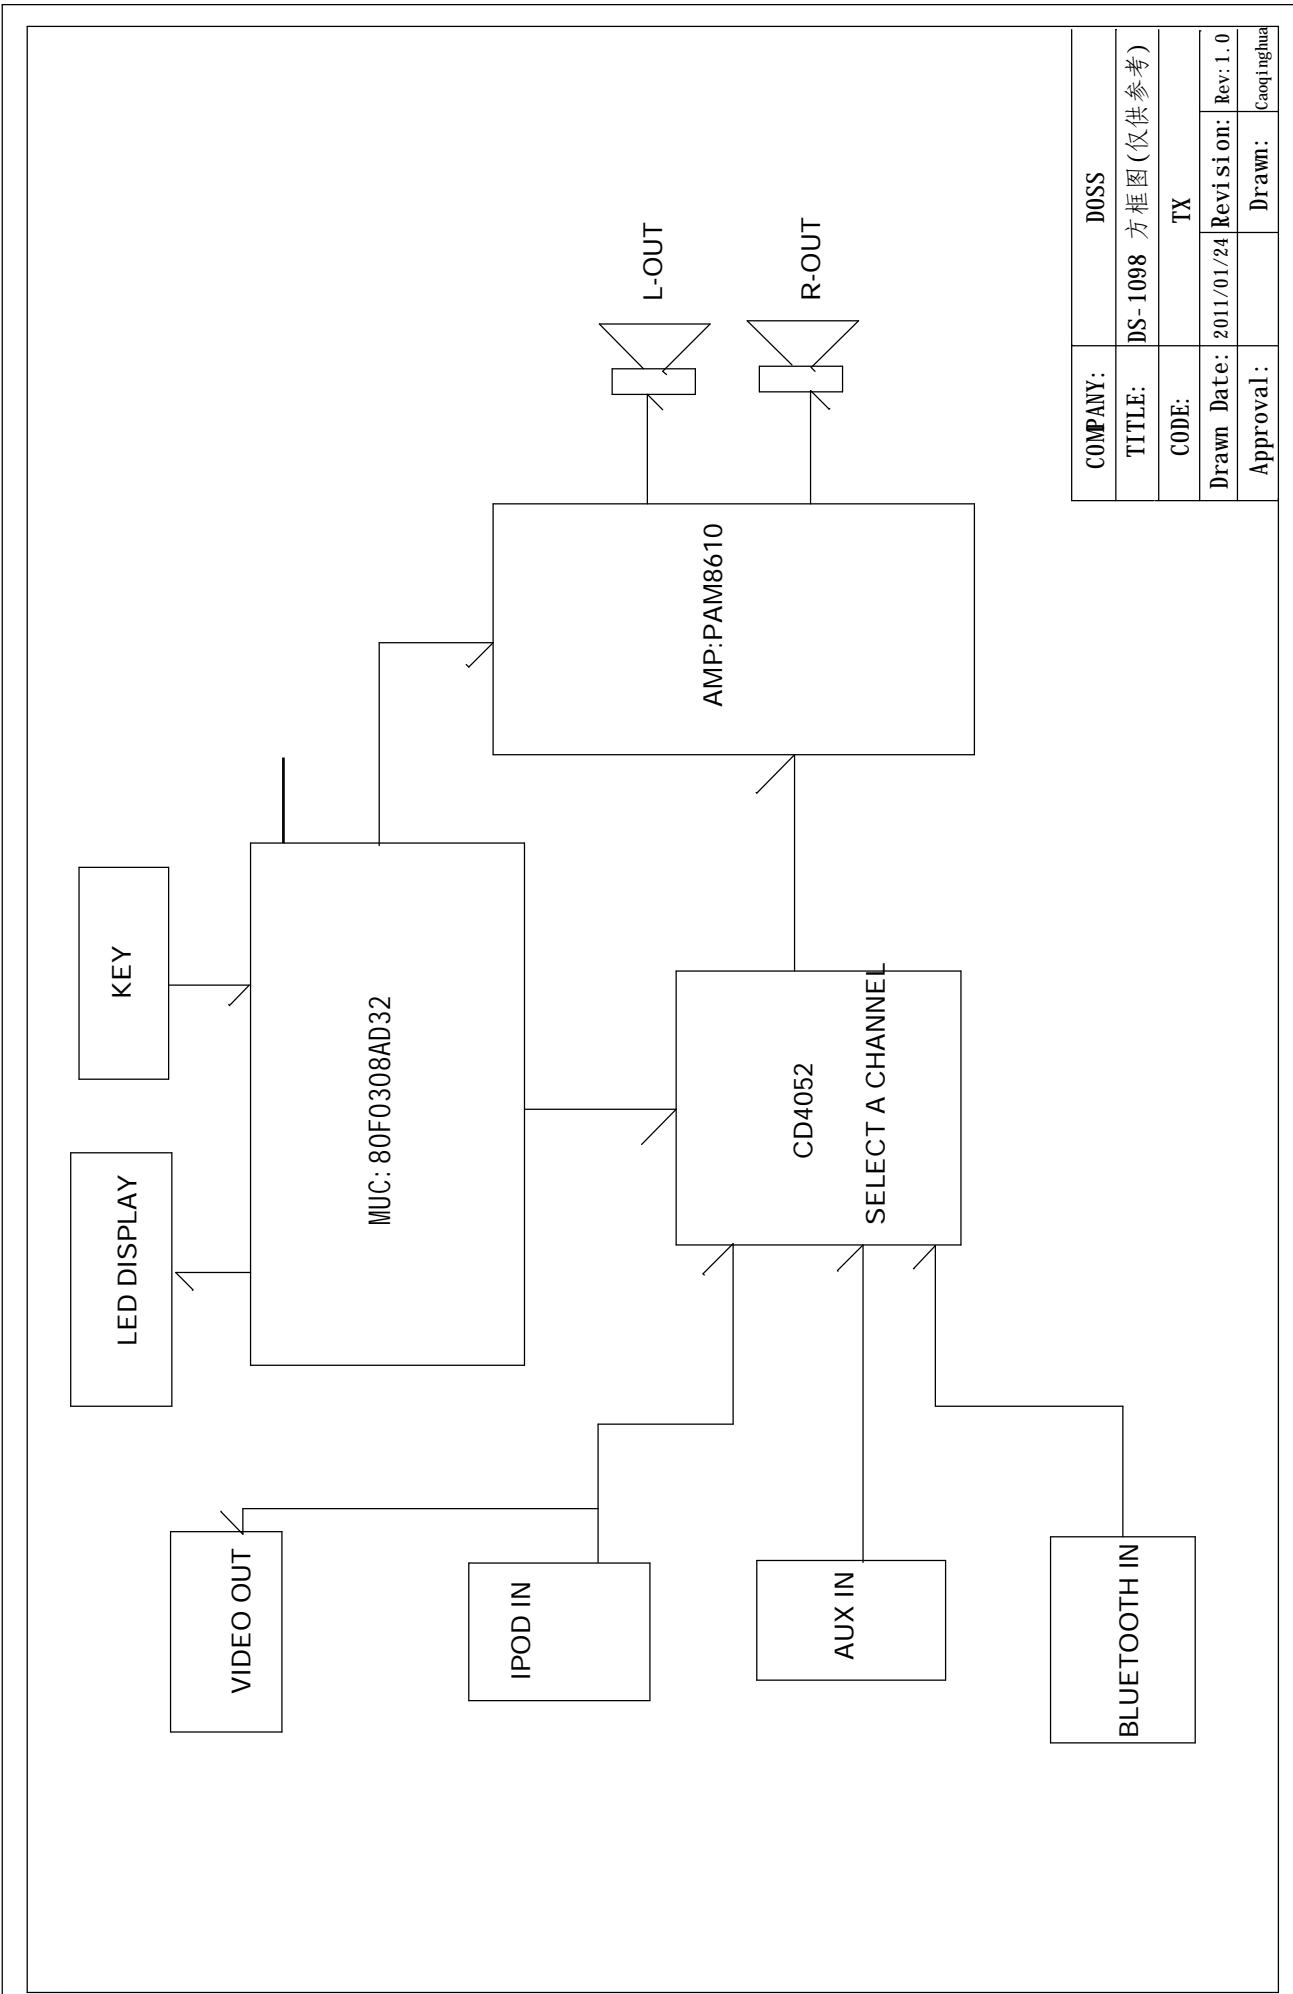 LED DISPLAY
KEY
VIDEO OUT
MUC:80F0308AD32
IPOD IN
L-OUT
AMP:PAM8610
R-OUT
CD4052
SELECT A CHANNEL
AUX IN
BLUETOOTH IN
COMPANY: DOSS
TITLE: DS-1098 方框图(仅供参考)
CODE: TX
Drawn Date: 2011/01/24 Revision: Rev:1.0
Approval: Drawn: Caoqinghua